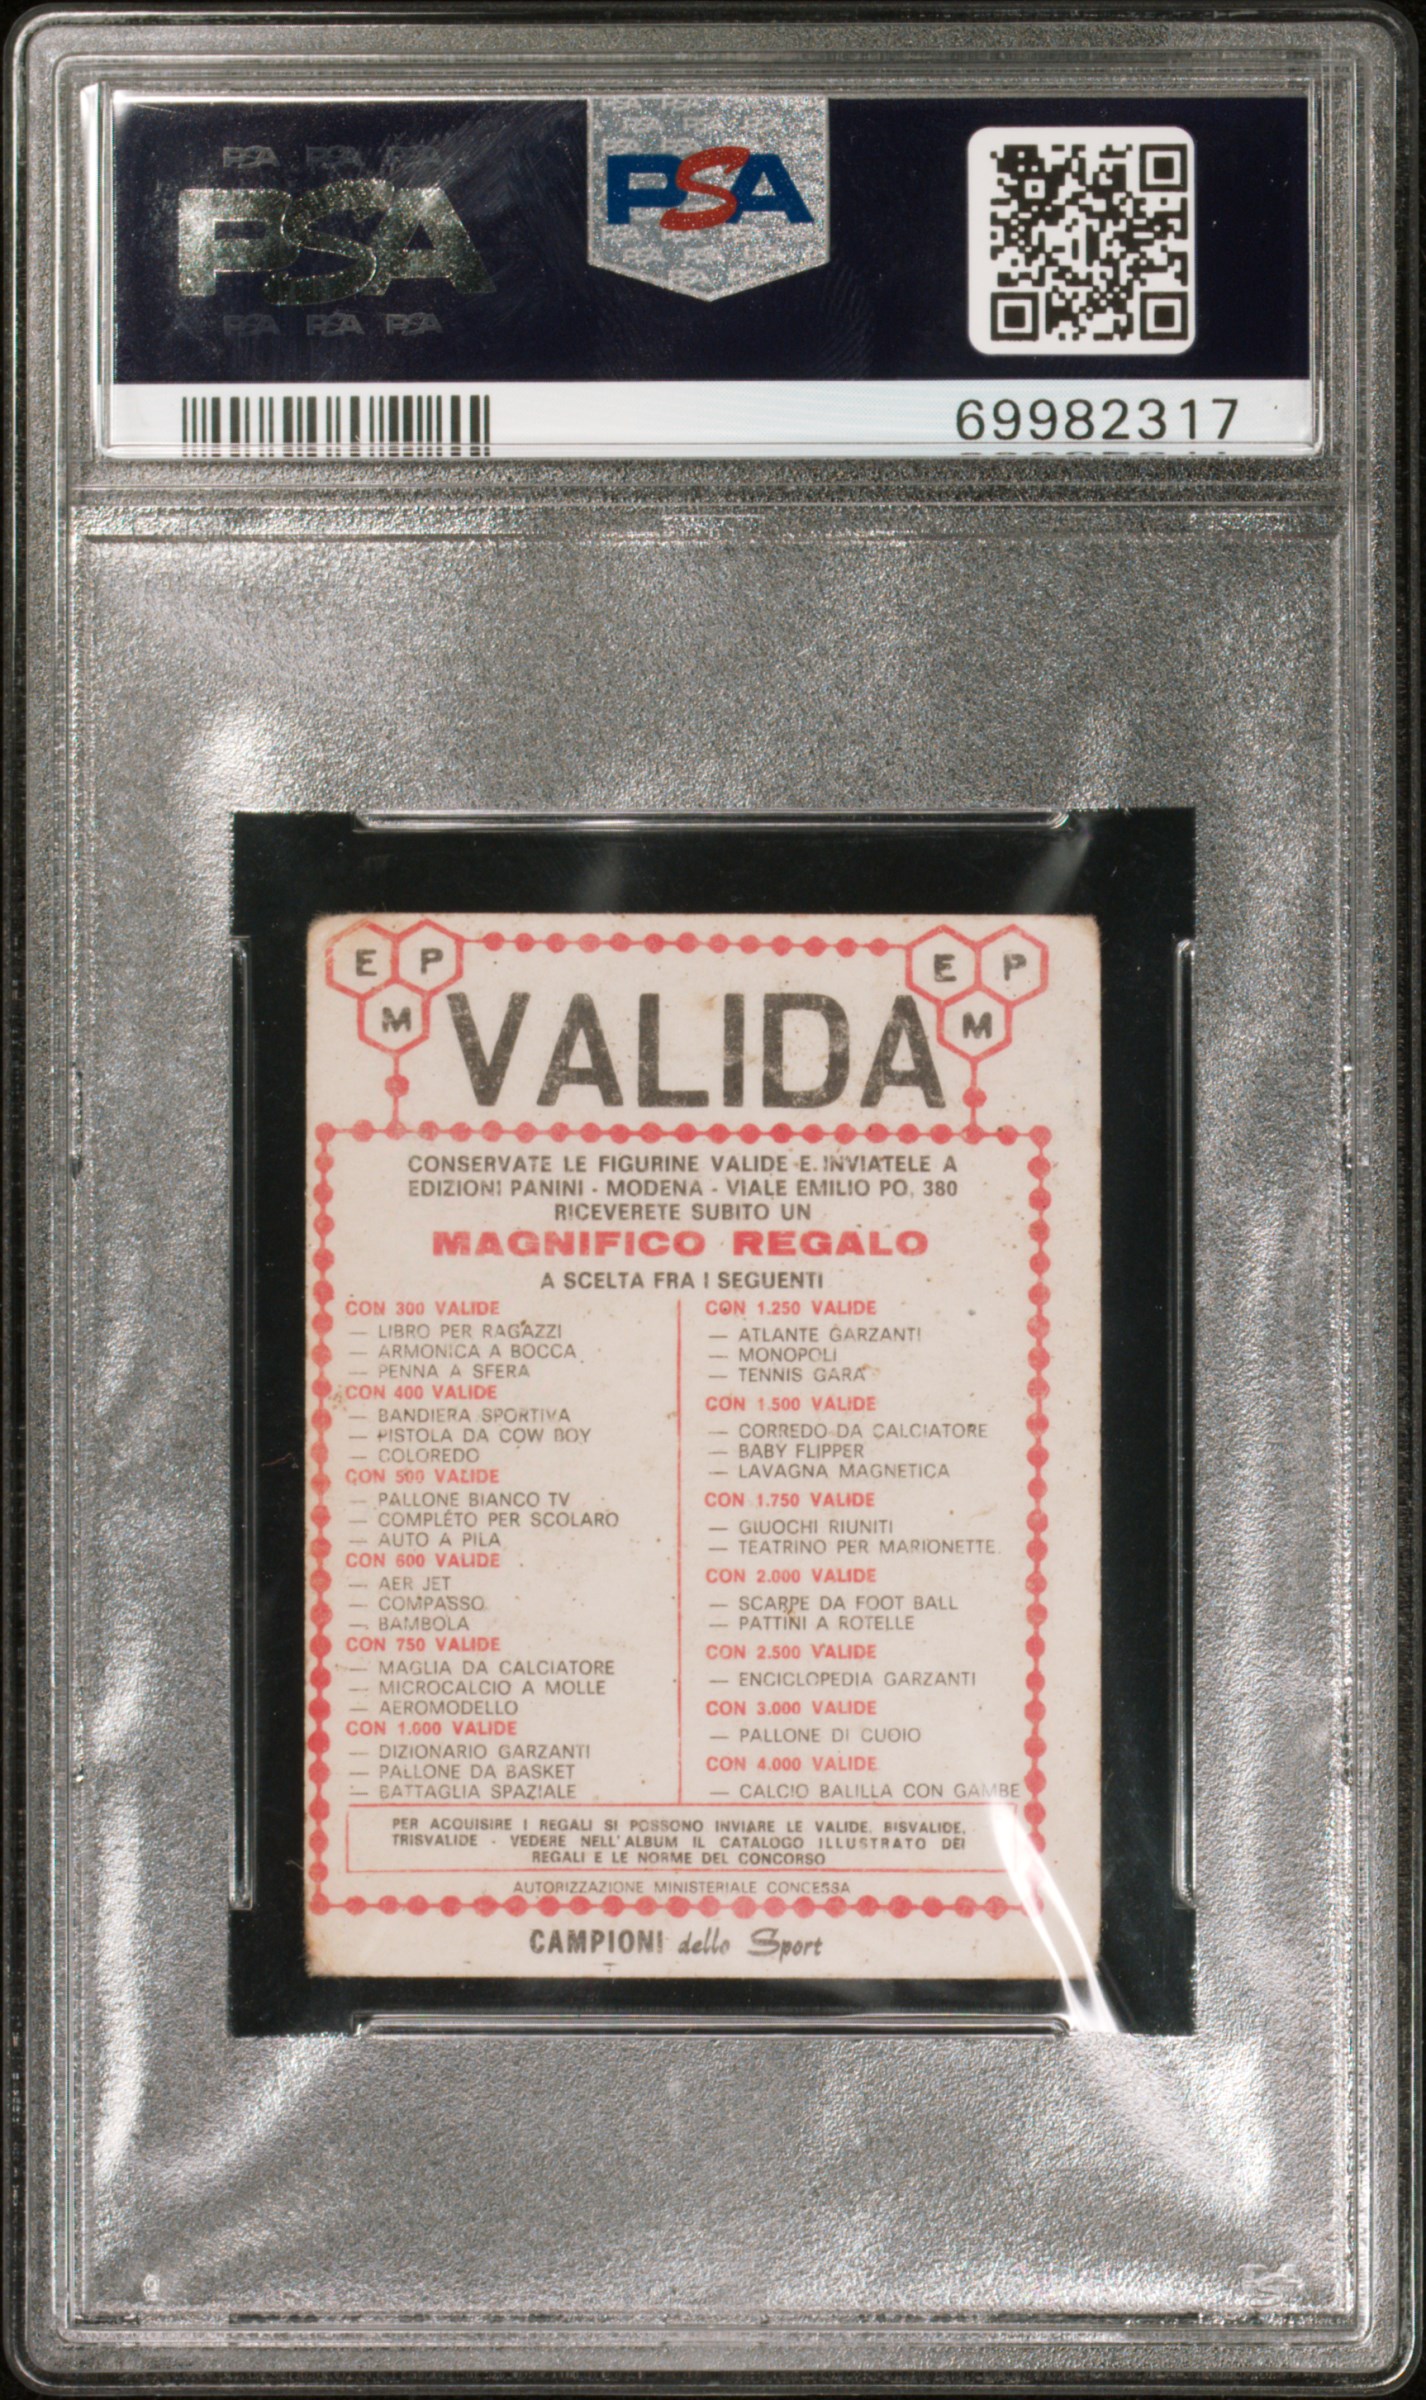 PSA PSA PSA
PSA
PSA PSA PSA
PSA
69982317
E P
M
VALIDA
E P
M
CONSERVATE LE FIGURINE VALIDE E INVIATELE A
EDIZIONI PANINI - MODENA - VIALE EMILIO PO, 380
RICEVERETE SUBITO UN
MAGNIFICO REGALO
A SCELTA FRA I SEGUENTI
CON 300 VALIDE
— LIBRO PER RAGAZZI
— ARMONICA A BOCCA
— PENNA A SFERA
CON 400 VALIDE
— BANDIERA SPORTIVA
— PISTOLA DA COW BOY
— COLOREDO
CON 500 VALIDE
— PALLONE BIANCO TV
— COMPLETO PER SCOLARO
— AUTO A PILA
CON 600 VALIDE
— AER JET
— COMPASSO
— BAMBOLA
CON 750 VALIDE
— MAGLIA DA CALCIATORE
— MICROCALCIO A MOLLE
— AEROMODELLO
CON 1.000 VALIDE
— DIZIONARIO GARZANTI
— PALLONE DA BASKET
— BATTAGLIA SPAZIALE
CON 1.250 VALIDE
— ATLANTE GARZANTI
— MONOPOLI
— TENNIS GARA
CON 1.500 VALIDE
— CORREDO DA CALCIATORE
— BABY FLIPPER
— LAVAGNA MAGNETICA
CON 1.750 VALIDE
— GIUOCHI RIUNITI
— TEATRINO PER MARIONETTE
CON 2.000 VALIDE
— SCARPE DA FOOT BALL
— PATTINI A ROTELLE
CON 2.500 VALIDE
— ENCICLOPEDIA GARZANTI
CON 3.000 VALIDE
— PALLONE DI CUOIO
CON 4.000 VALIDE
— CALCIO BALILLA CON GAMBE
PER ACQUISIRE I REGALI SI POSSONO INVIARE LE VALIDE, BISVALIDE,
TRISVALIDE - VEDERE NELL'ALBUM IL CATALOGO ILLUSTRATO DEI
REGALI E LE NORME DEL CONCORSO
AUTORIZZAZIONE MINISTERIALE CONCESSA
CAMPIONI dello Sport